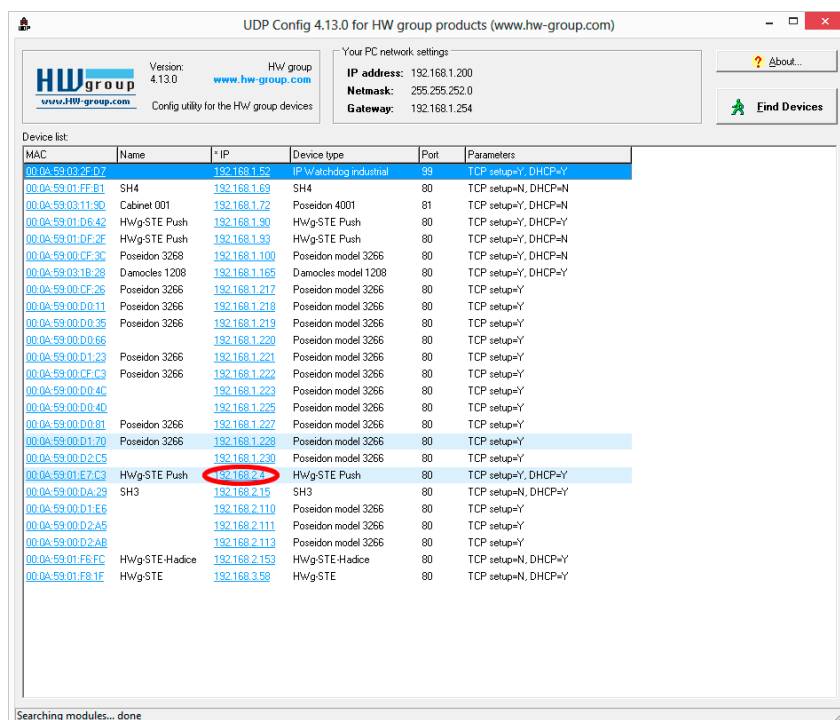 UDP Config 4.13.0 for HW group products (www.hw-group.com)
HW group
www.HW-group.com
Version: HW group
4.13.0 www.hw-group.com
Config utility for the HW group devices
Your PC network settings
IP address: 192.168.1.200
Netmask: 255.255.252.0
Gateway: 192.168.1.254
? About...
Find Devices
Device list:
MAC Name * IP Device type Port Parameters
00:0A:59:03:2F:D7 192.168.1.52 IP Watchdog industrial 99 TCP setup=Y, DHCP=Y
00:0A:59:01:FF:B1 SH4 192.168.1.69 SH4 80 TCP setup=N, DHCP=N
00:0A:59:03:11:9D Cabinet 001 192.168.1.72 Poseidon 4001 81 TCP setup=Y, DHCP=N
00:0A:59:01:D6:42 HWg-STE Push 192.168.1.90 HWg-STE Push 80 TCP setup=Y, DHCP=Y
00:0A:59:01:DF:2F HWg-STE Push 192.168.1.93 HWg-STE Push 80 TCP setup=Y, DHCP=N
00:0A:59:00:CF:3C Poseidon 3268 192.168.1.100 Poseidon model 3266 80 TCP setup=Y, DHCP=N
00:0A:59:03:1B:28 Damocles 1208 192.168.1.165 Damocles model 1208 80 TCP setup=Y, DHCP=Y
00:0A:59:00:CF:26 Poseidon 3266 192.168.1.217 Poseidon model 3266 80 TCP setup=Y
00:0A:59:00:D0:11 Poseidon 3266 192.168.1.218 Poseidon model 3266 80 TCP setup=Y
00:0A:59:00:D0:35 Poseidon 3266 192.168.1.219 Poseidon model 3266 80 TCP setup=Y
00:0A:59:00:D0:66 192.168.1.220 Poseidon model 3266 80 TCP setup=Y
00:0A:59:00:D1:23 Poseidon 3266 192.168.1.221 Poseidon model 3266 80 TCP setup=Y
00:0A:59:00:CF:C3 Poseidon 3266 192.168.1.222 Poseidon model 3266 80 TCP setup=Y
00:0A:59:00:D0:4C 192.168.1.223 Poseidon model 3266 80 TCP setup=Y
00:0A:59:00:D0:4D 192.168.1.225 Poseidon model 3266 80 TCP setup=Y
00:0A:59:00:D0:81 Poseidon 3266 192.168.1.227 Poseidon model 3266 80 TCP setup=Y
00:0A:59:00:D1:70 Poseidon 3266 192.168.1.228 Poseidon model 3266 80 TCP setup=Y
00:0A:59:00:D2:C5 192.168.1.230 Poseidon model 3266 80 TCP setup=Y
00:0A:59:01:E7:C3 HWg-STE Push 192.168.2.4 HWg-STE Push 80 TCP setup=Y, DHCP=Y
00:0A:59:00:DA:29 SH3 192.168.2.15 SH3 80 TCP setup=N, DHCP=Y
00:0A:59:00:D1:E6 192.168.2.110 Poseidon model 3266 80 TCP setup=Y
00:0A:59:00:D2:A5 192.168.2.111 Poseidon model 3266 80 TCP setup=Y
00:0A:59:00:D2:AB 192.168.2.113 Poseidon model 3266 80 TCP setup=Y
00:0A:59:01:F6:FC HWg-STE-Hadice 192.168.2.153 HWg-STE-Hadice 80 TCP setup=N, DHCP=Y
00:0A:59:01:F8:1F HWg-STE 192.168.3.58 HWg-STE 80 TCP setup=N, DHCP=Y
Searching modules... done